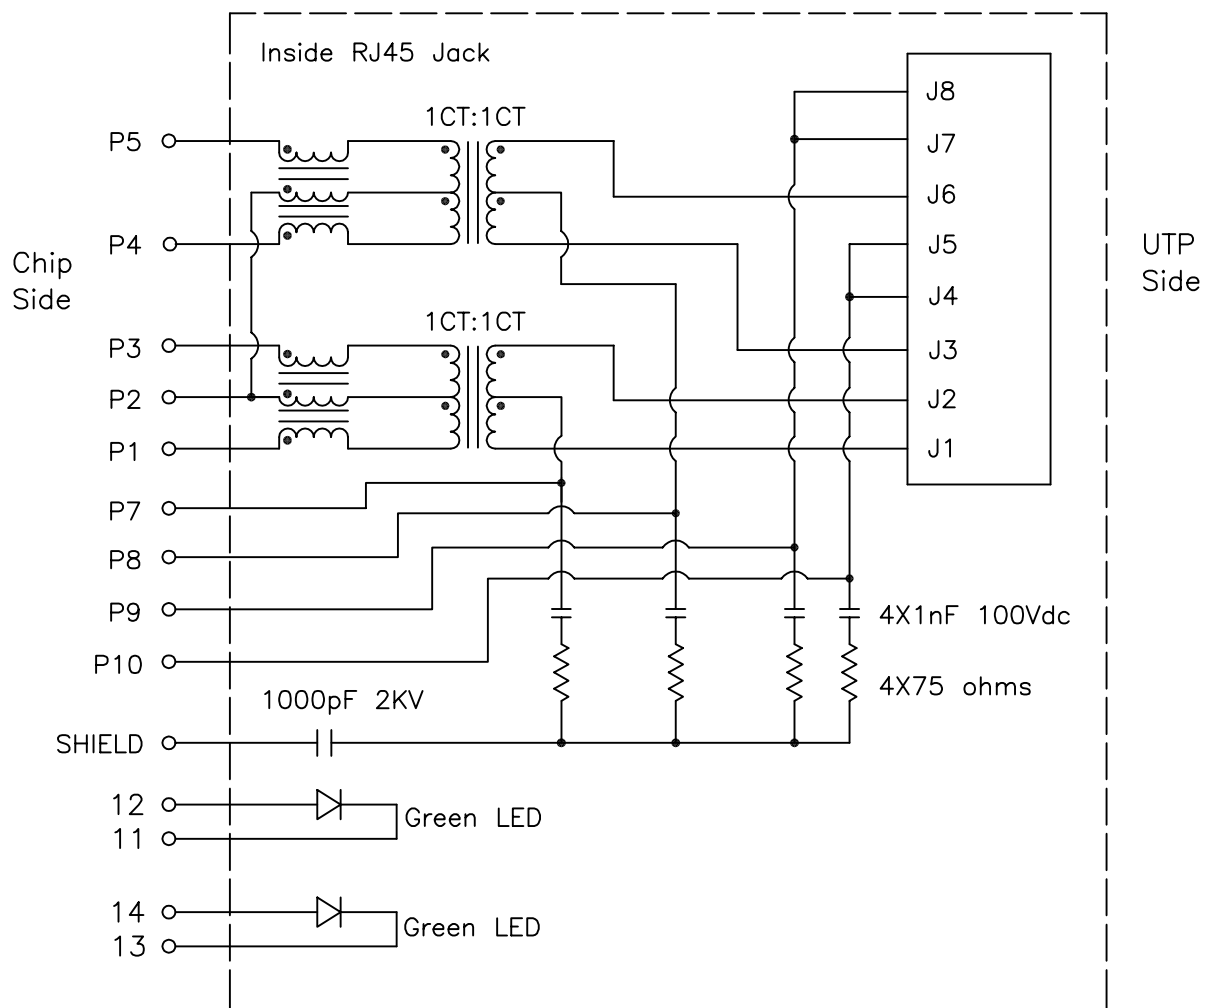 Inside RJ45 Jack
1CT:1CT
J8
P5
J7
J6
P4
J5
Chip
Side
UTP
Side
J4
1CT:1CT
P3
J3
P2
J2
P1
J1
P7
P8
P9
4X1nF 100Vdc
P10
4X75 ohms
1000pF 2KV
SHIELD
12
Green LED
11
14
Green LED
13